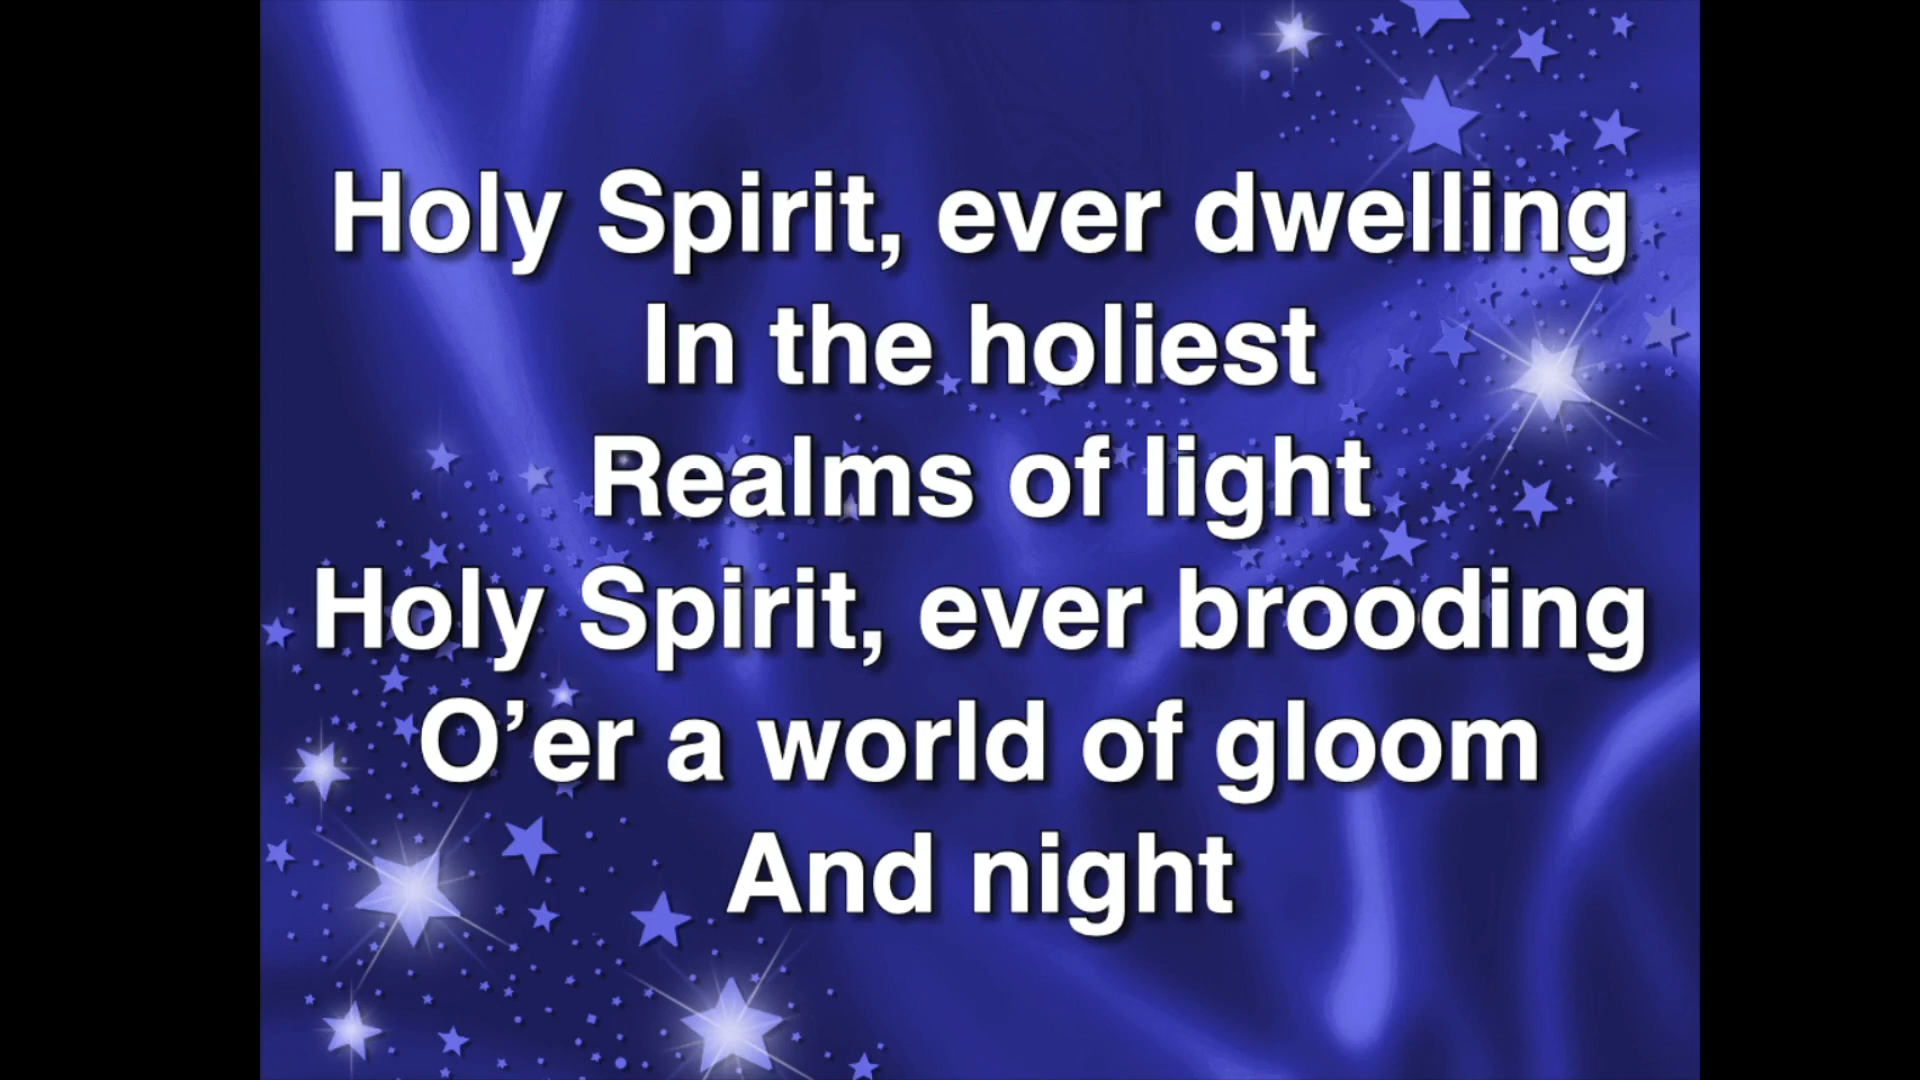 Holy Spirit, ever dwelling
In the holiest
Realms of light
Holy Spirit, ever brooding
O’er a world of gloom
And night